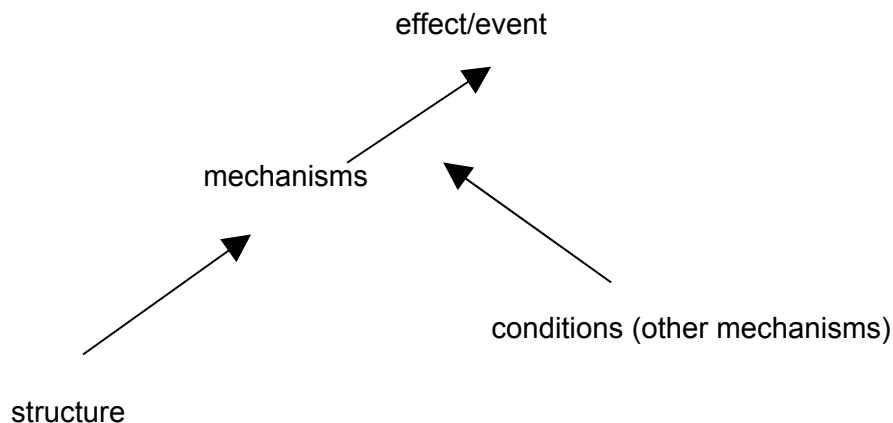 effect/event
mechanisms
conditions (other mechanisms)
structure